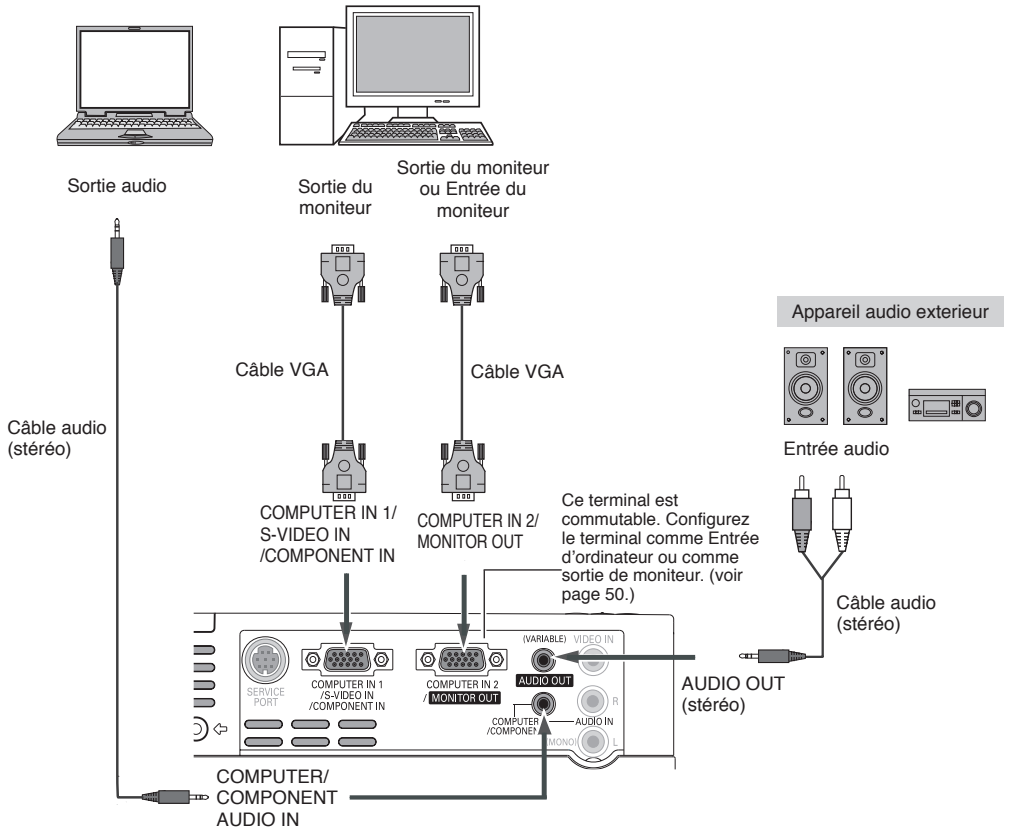 Sortie audio
Sortie du
moniteur
Sortie du moniteur
ou Entrée du
moniteur
Appareil audio exterieur
Câble VGA
Câble VGA
Câble audio
(stéréo)
Entrée audio
COMPUTER IN 1/
S-VIDEO IN
/COMPONENT IN
COMPUTER IN 2/
MONITOR OUT
Ce terminal est
commutable. Configurez
le terminal comme Entrée
d'ordinateur ou comme
sortie de moniteur. (voir
page 50.)
Câble audio
(stéréo)
(VARIABLE)
VIDEO IN
SERVICE
PORT
COMPUTER IN 1
/S-VIDEO IN
/COMPONENT IN
COMPUTER IN 2
/ MONITOR OUT
AUDIO OUT
R
COMPUTER
/COMPONEN
AUDIO IN
(MONO)
L
AUDIO OUT
(stéréo)
COMPUTER/
COMPONENT
AUDIO IN